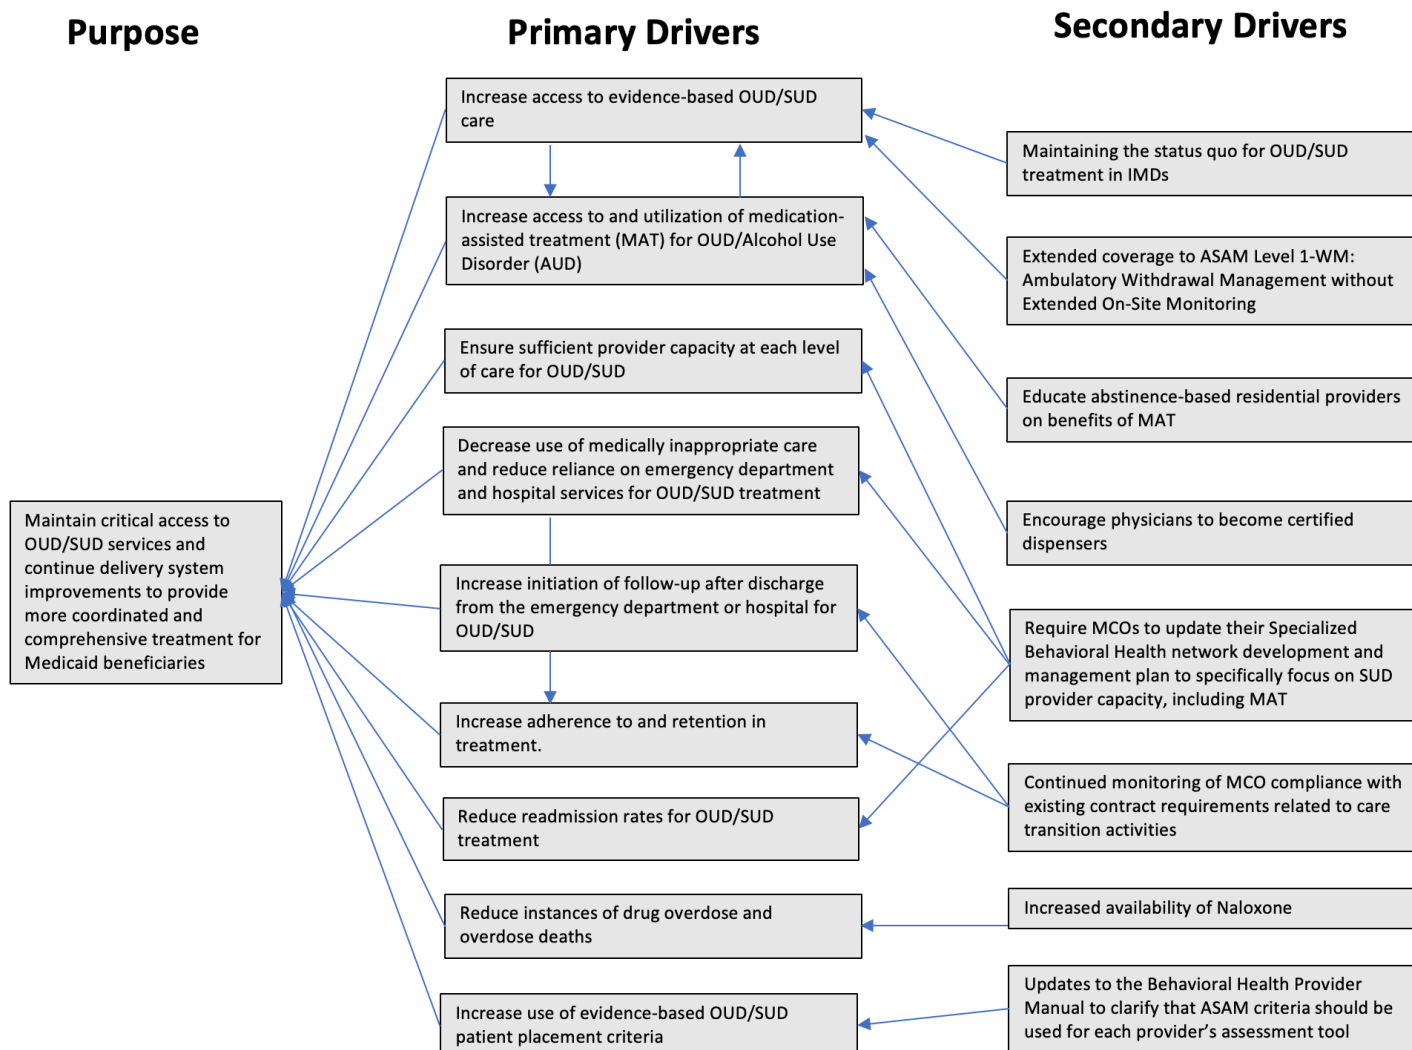 Purpose
Primary Drivers
Secondary Drivers
Increase access to evidence-based OUD/SUD
care
Increase access to and utilization of medication-
assisted treatment (MAT) for OUD/Alcohol Use
Disorder (AUD)
Ensure sufficient provider capacity at each level
of care for OUD/SUD
Decrease use of medically inappropriate care
and reduce reliance on emergency department
and hospital services for OUD/SUD treatment
Increase initiation of follow-up after discharge
from the emergency department or hospital for
OUD/SUD
Increase adherence to and retention in
treatment.
Reduce readmission rates for OUD/SUD
treatment
Reduce instances of drug overdose and
overdose deaths
Increase use of evidence-based OUD/SUD
patient placement criteria
Maintain critical access to
OUD/SUD services and
continue delivery system
improvements to provide
more coordinated and
comprehensive treatment for
Medicaid beneficiaries
Maintaining the status quo for OUD/SUD
treatment in IMDs
Extended coverage to ASAM Level 1-WM:
Ambulatory Withdrawal Management without
Extended On-Site Monitoring
Educate abstinence-based residential providers
on benefits of MAT
Encourage physicians to become certified
dispensers
Require MCOs to update their Specialized
Behavioral Health network development and
management plan to specifically focus on SUD
provider capacity, including MAT
Continued monitoring of MCO compliance with
existing contract requirements related to care
transition activities
Increased availability of Naloxone
Updates to the Behavioral Health Provider
Manual to clarify that ASAM criteria should be
used for each provider’s assessment tool